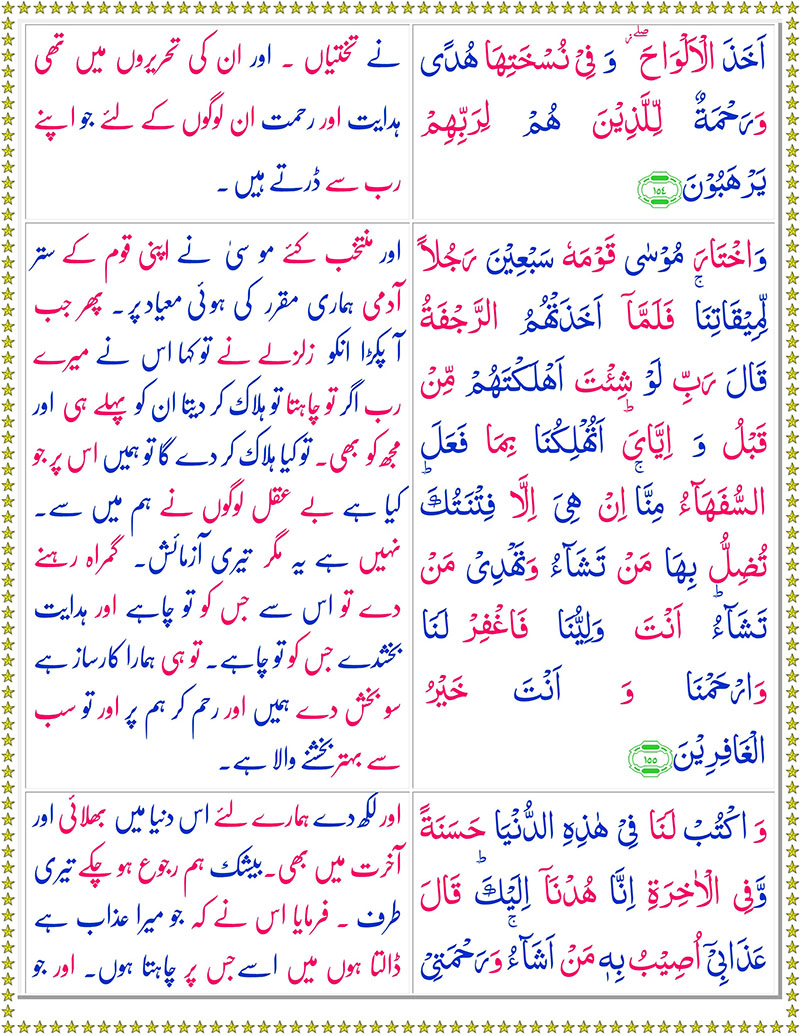 اَخَذَ الْاَلْوَاحَ ۖ وَ فِیْ نُسْخَتِهَا هُدًی
وَرَحْمَةٌ لِّلَّذِیْنَ هُمْ لِرَبِّهِمْ
یَرْهَبُوْنَ ١٥٤
نے تختیاں ۔ اور ان کی تحریروں میں تھی
ہدایت اور رحمت ان لوگوں کے لئے جو اپنے
رب سے ڈرتے ہیں ۔
وَاخْتَارَ مُوْسٰی قَوْمَهٗ سَبْعِیْنَ رَجُلاً
لِّمِیْقَاتِنَا ۚ فَلَمَّآ اَخَذَتْهُمُ الرَّجْفَةُ
قَالَ رَبِّ لَوْ شِئْتَ اَهْلَكْتَهُمْ مِّنْ
قَبْلُ وَ اِیَّایَ ؕ اَتُهْلِكُنَا بِمَا فَعَلَ
السُّفَهَآءُ مِنَّا ۚ اِنْ هِیَ اِلَّا فِتْنَتُكَ ؕ
تُضِلُّ بِهَا مَنْ تَشَآءُ وَتَهْدِیْ مَنْ
تَشَآءُ ؕ اَنْتَ وَلِیُّنَا فَاغْفِرْ لَنَا
وَارْحَمْنَا وَ اَنْتَ خَیْرُ
الْغَافِرِیْنَ ١٥٥
اور منتخب کئے موسیٰ نے اپنی قوم کے ستر
آدمی ہماری مقرر کی ہوئی معیاد پر۔ پھر جب
آ پکڑا انکو زلزلے نے تو کہا اس نے میرے
رب اگر تو چاہتا تو ہلاک کر دیتا ان کو پہلے ہی اور
مجھ کو بھی۔ تو کیا ہلاک کر دے گا تو ہمیں اس پر جو
کیا ہے بے عقل لوگوں نے ہم میں سے۔
نہیں ہے یہ مگر تیری آزمائش۔ گمراہ رہنے
دے تو اس سے جس کو تو چاہے اور ہدایت
بخشدے جس کو تو چاہے۔ تو ہی ہمارا کارساز ہے
سو بخش دے ہمیں اور رحم کر ہم پر اور تو سب
سے بہتر بخشنے والا ہے۔
وَ اكْتُبْ لَنَا فِیْ هٰذِهِ الدُّنْیَا حَسَنَةً
وَّفِی الْاٰخِرَةِ اِنَّا هُدْنَاۤ اِلَیْكَ ؕ قَالَ
عَذَابِیْۤ اُصِیْبُ بِهٖ مَنْ اَشَآءُ ۚ وَرَحْمَتِیْ
اور لکھ دے ہمارے لئے اس دنیا میں بھلائی اور
آخرت میں بھی۔ بیشک ہم رجوع ہو چکے تیری
طرف ۔ فرمایا اس نے کہ جو میرا عذاب ہے
ڈالتا ہوں میں اسے جس پر چاہتا ہوں۔ اور جو